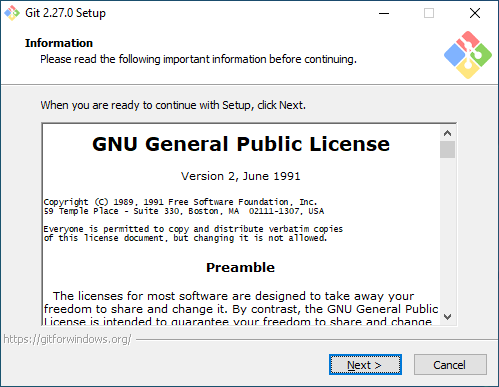 Git 2.27.0 Setup
Information
Please read the following important information before continuing.
When you are ready to continue with Setup, click Next.
GNU General Public License
Version 2, June 1991
Copyright (C) 1989, 1991 Free Software Foundation, Inc.
59 Temple Place - Suite 330, Boston, MA  02111-1307, USA
Everyone is permitted to copy and distribute verbatim copies
of this license document, but changing it is not allowed.
Preamble
The licenses for most software are designed to take away your
freedom to share and change it. By contrast, the GNU General Public
License is intended to guarantee your freedom to share and change
https://gitforwindows.org/
Next >
Cancel